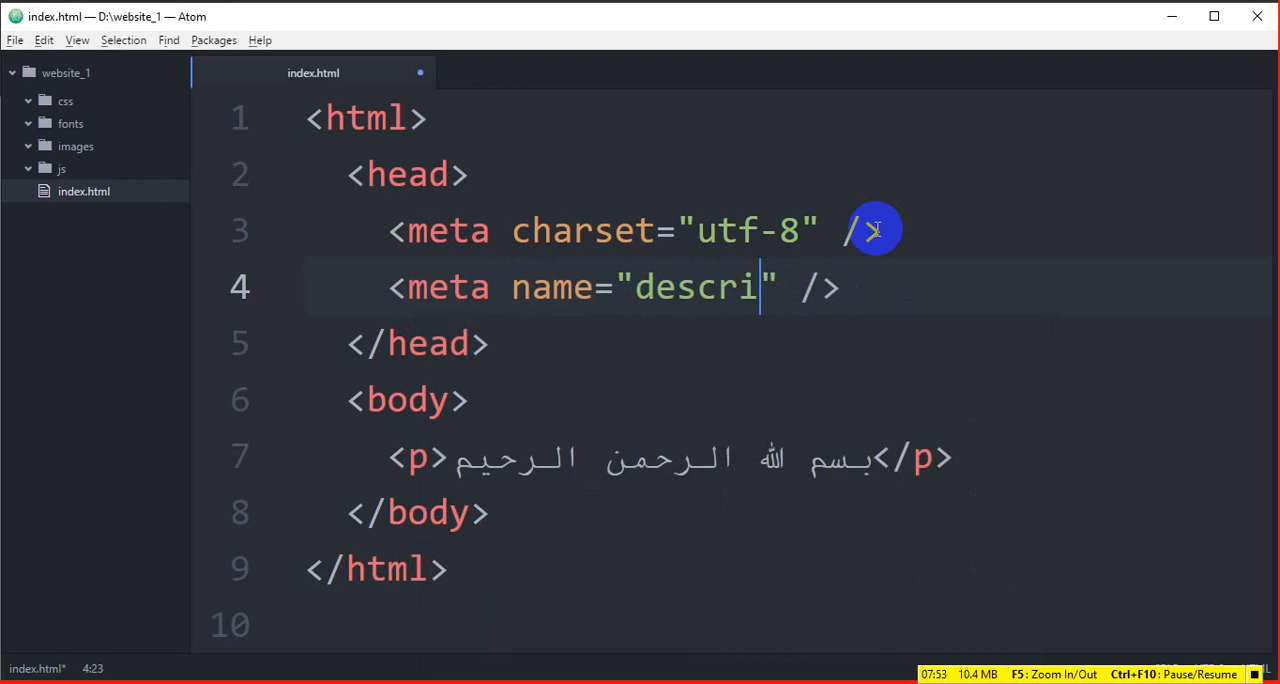 index.html — D:\website_1 — Atom
File Edit View Selection Find Packages Help
website_1
css
fonts
images
js
index.html
index.html
1 <html>
2 <head>
3 <meta charset="utf-8" />
4 <meta name="descri" />
5 </head>
6 <body>
7 <p>بسم الله الرحمن الرحيم</p>
8 </body>
9 </html>
10
index.html* 4:23
07:53 10.4 MB F5: Zoom In/Out Ctrl+F10: Pause/Resume